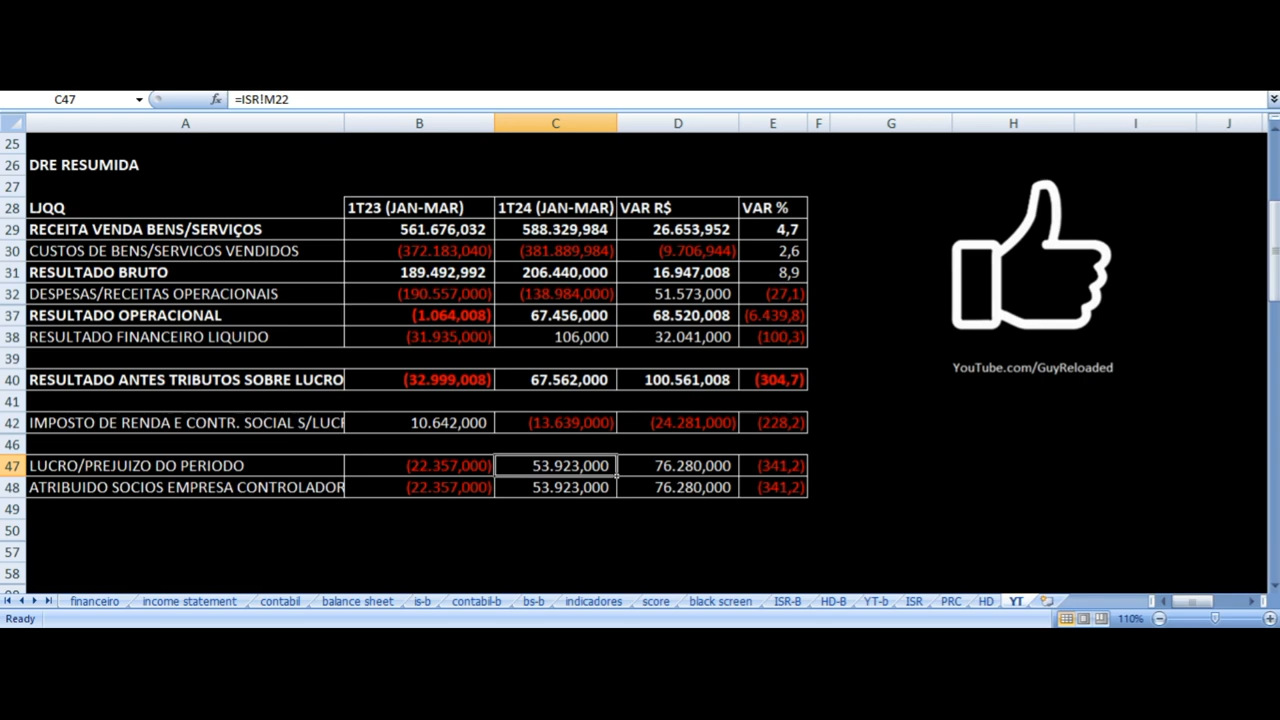 C47 fx =ISR!M22
A B C D E F G H I J
25
26 DRE RESUMIDA
27
28 LJQQ 1T23 (JAN-MAR) 1T24 (JAN-MAR) VAR R$ VAR %
29 RECEITA VENDA BENS/SERVIÇOS 561.676,032 588.329,984 26.653,952 4,7
30 CUSTOS DE BENS/SERVICOS VENDIDOS (372.183,040) (381.889,984) (9.706,944) 2,6
31 RESULTADO BRUTO 189.492,992 206.440,000 16.947,008 8,9
32 DESPESAS/RECEITAS OPERACIONAIS (190.557,000) (138.984,000) 51.573,000 (27,1)
37 RESULTADO OPERACIONAL (1.064,008) 67.456,000 68.520,008 (6.439,8)
38 RESULTADO FINANCEIRO LIQUIDO (31.935,000) 106,000 32.041,000 (100,3)
39
40 RESULTADO ANTES TRIBUTOS SOBRE LUCRO (32.999,008) 67.562,000 100.561,008 (304,7)
41
42 IMPOSTO DE RENDA E CONTR. SOCIAL S/LUCR 10.642,000 (13.639,000) (24.281,000) (228,2)
46
47 LUCRO/PREJUIZO DO PERIODO (22.357,000) 53.923,000 76.280,000 (341,2)
48 ATRIBUIDO SOCIOS EMPRESA CONTROLADOR (22.357,000) 53.923,000 76.280,000 (341,2)
49
50
57
58
YouTube.com/GuyReloaded
financeiro income statement contabil balance sheet is-b contabil-b bs-b indicadores score black screen ISR-B HD-B YT-b ISR PRC HD YT
Ready 110%